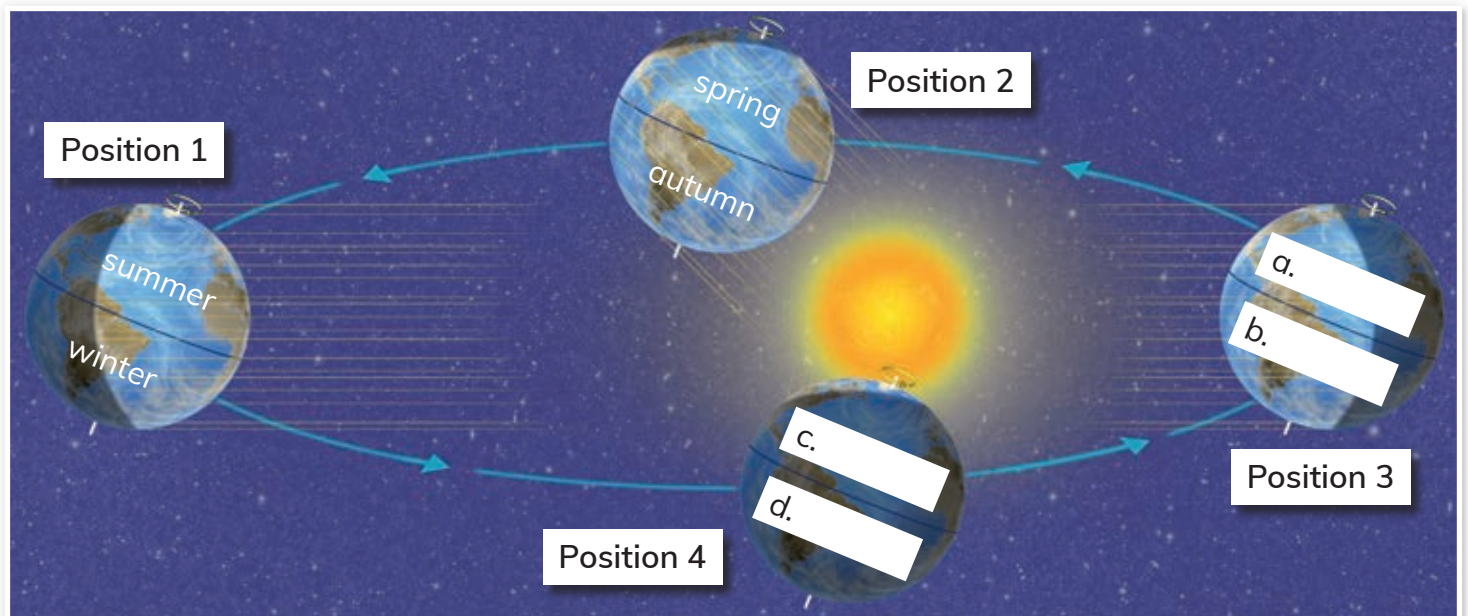 Position 1
summer
winter
spring
autumn
Position 2
a.
b.
Position 3
c.
d.
Position 4